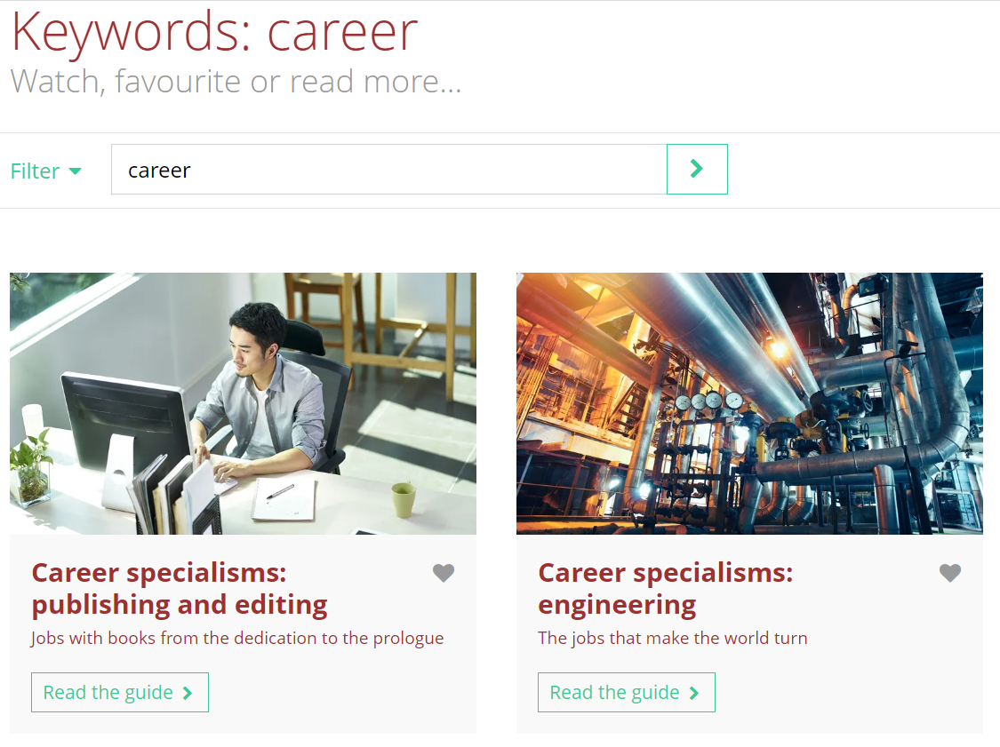 Keywords: career
Watch, favourite or read more...
Filter
career
Career specialisms:
publishing and editing
Jobs with books from the dedication to the prologue
Read the guide
Career specialisms:
engineering
The jobs that make the world turn
Read the guide